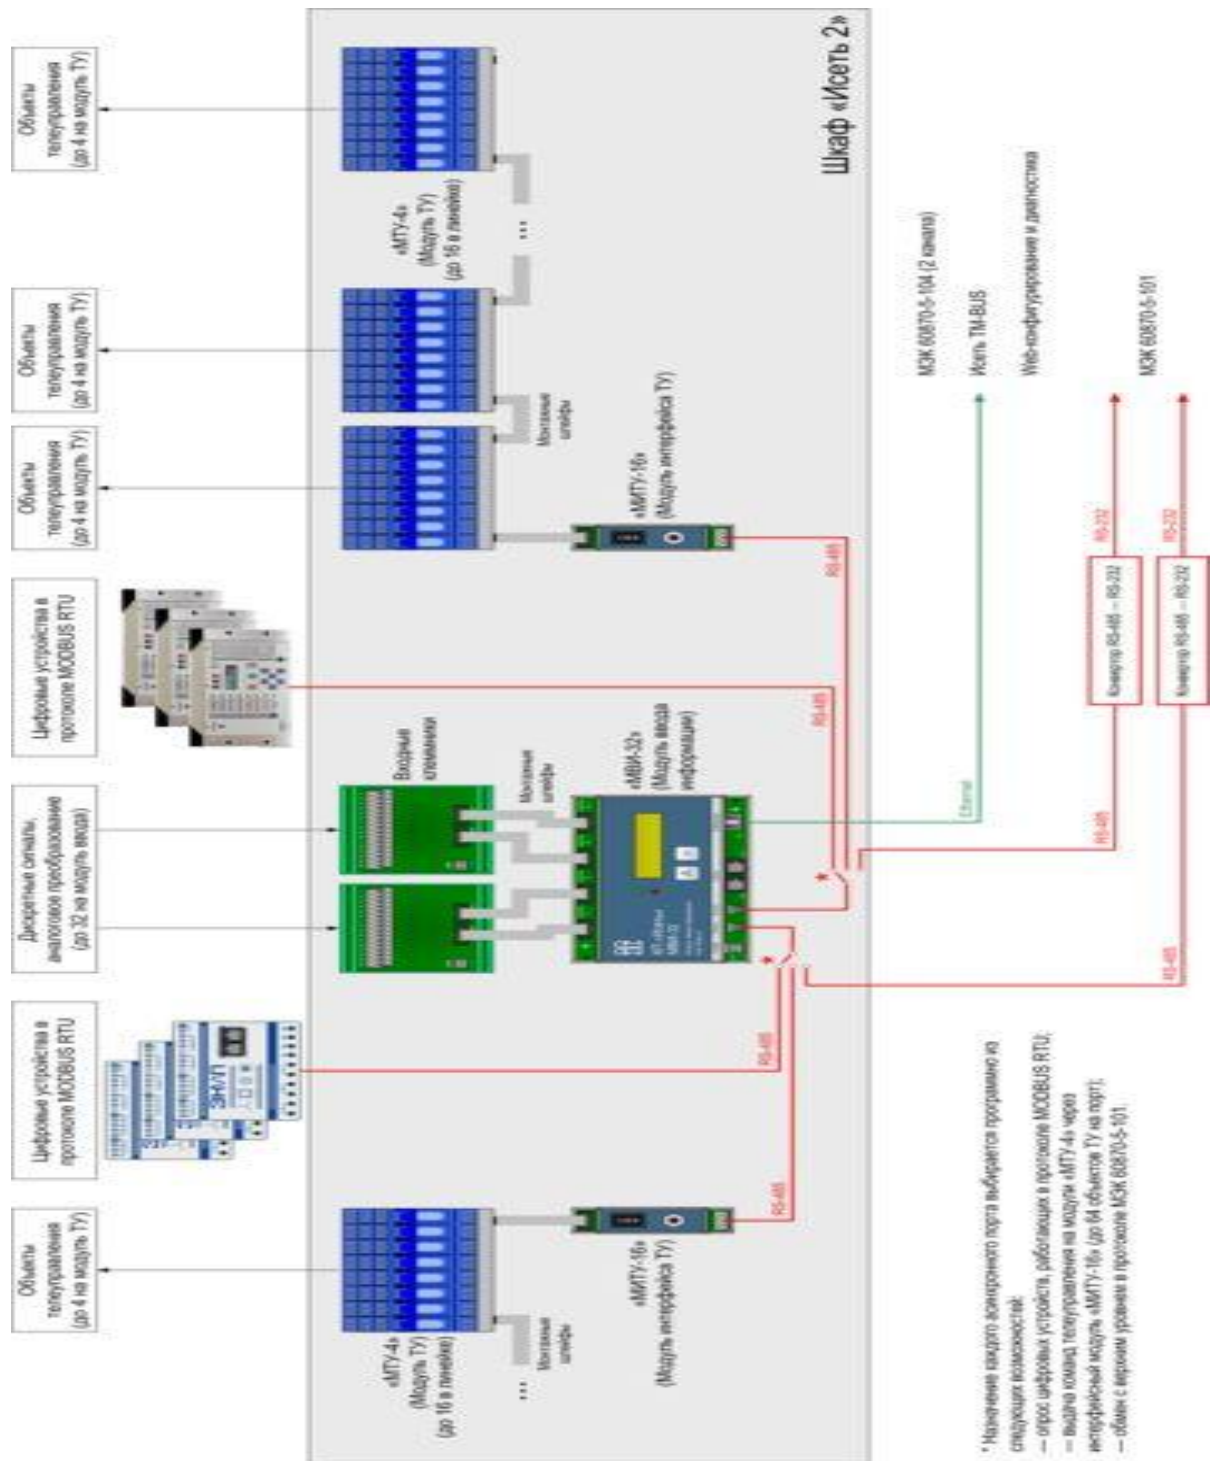 Объекты
телеуправления
(до 4 на модуль ТУ)
Цифровые устройства в
протоколе MODBUS RTU
Дискретные сигналы,
аналоговое преобразование
(до 32 на модуль ввода)
Цифровые устройства в
протоколе MODBUS RTU
Объекты
телеуправления
(до 4 на модуль ТУ)
Объекты
телеуправления
(до 4 на модуль ТУ)
Объекты
телеуправления
(до 4 на модуль ТУ)
ЭНИП
Входные
клеммники
«МТУ-4»
(Модуль ТУ)
(до 16 в линейке)
«МТУ-4»
(Модуль ТУ)
(до 16 в линейке)
...
Монтажные
шлейфы
Монтажные
шлейфы
Монтажные
шлейфы
...
«МИТУ-16»
(Модуль интерфейса ТУ)
«МВИ-32»
(Модуль ввода
информации)
«МИТУ-16»
(Модуль интерфейса ТУ)
МВИ-32
RS-485
RS-485
RS-485
RS-485
*
*
Шкаф «Исеть 2»
Ethernet
МЭК 60870-5-104 (2 канала)
Исеть TM-BUS
Web-конфигурирование и диагностика
RS-485
Конвертор RS-485 – RS-232
RS-232
МЭК 60870-5-101
RS-485
Конвертор RS-485 – RS-232
RS-232
* Назначение каждого асинхронного порта выбирается программно из
следующих возможностей:
— опрос цифровых устройств, работающих в протоколе MODBUS RTU;
— выдача команд телеуправления на модули «МТУ-4» через
интерфейсный модуль «МИТУ-16» (до 64 объектов ТУ на порт);
— обмен с верхним уровнем в протоколе МЭК 60870-5-101.